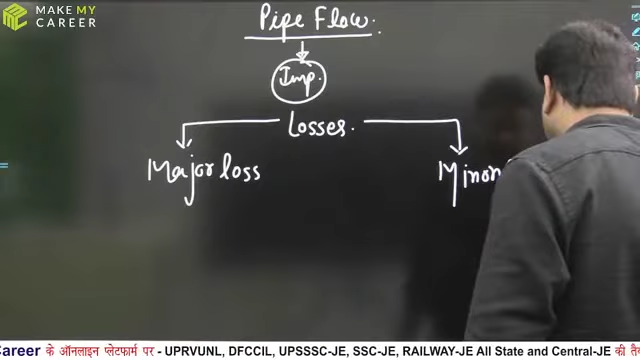 MAKE MY
CAREER
Pipe Flow.
Imp.
Losses.
Major loss
Minor
Career के ऑनलाइन प्लेटफार्म पर - UPRVUNL, DFCCIL, UPSSSC-JE, SSC-JE, RAILWAY-JE All State and Central-JE की